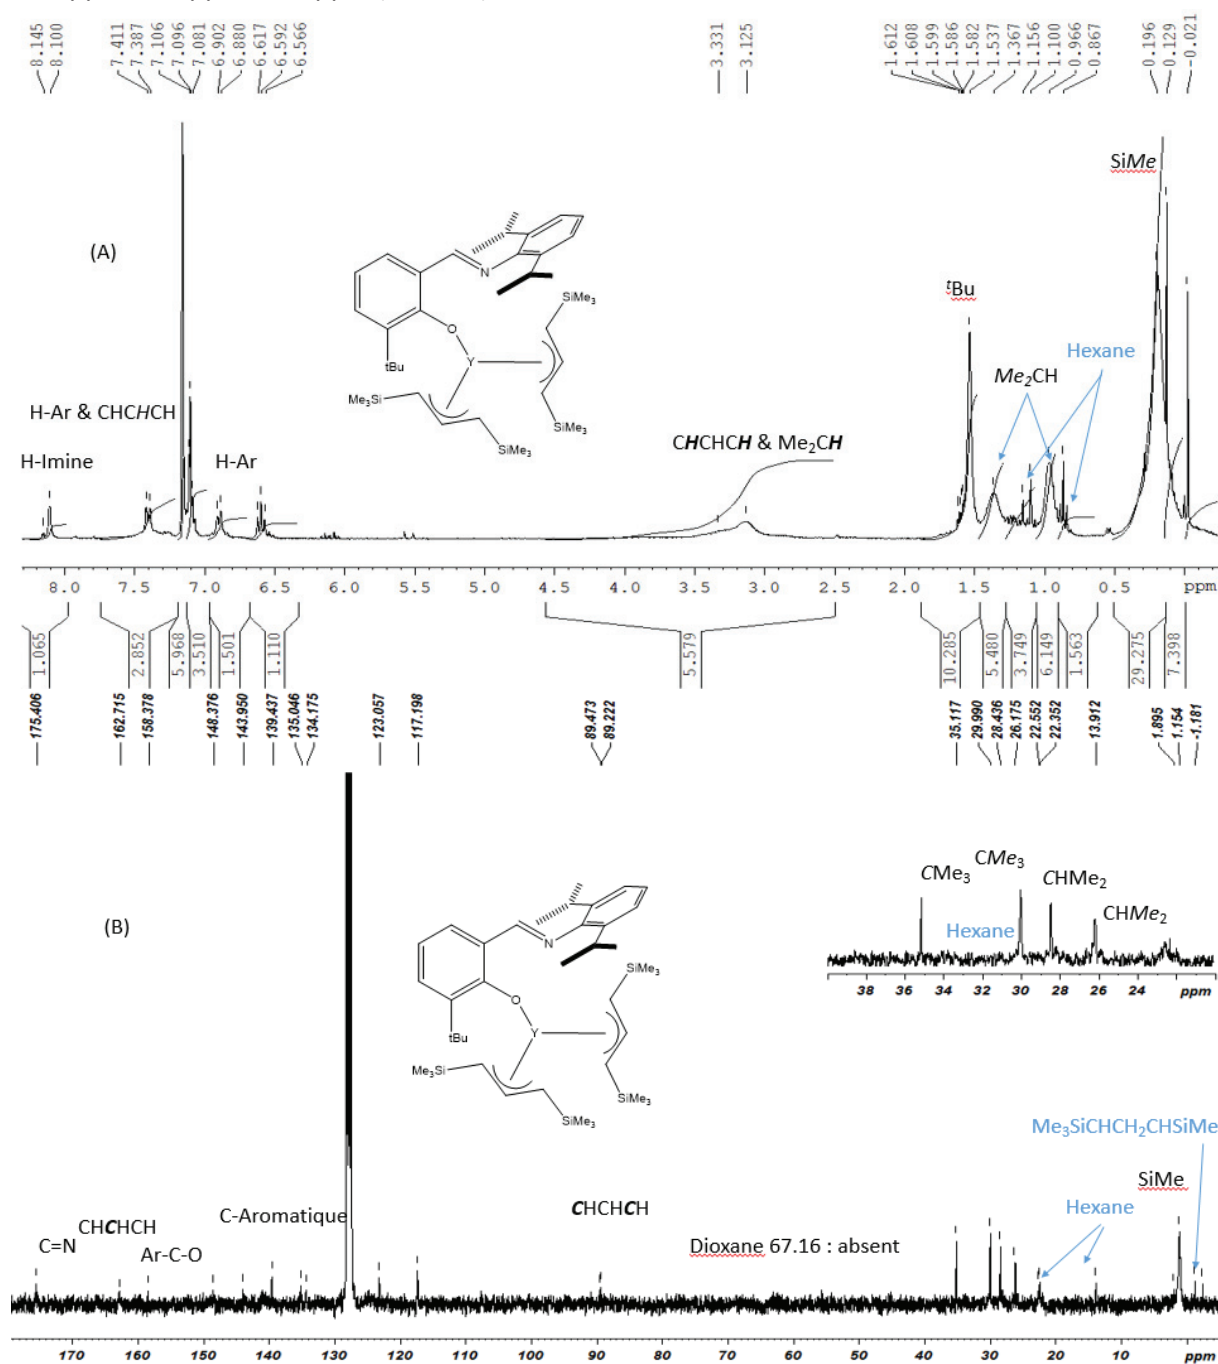 8.145
8.100
7.411
7.387
7.106
7.096
7.081
6.902
6.880
6.617
6.592
6.566
3.331
3.125
1.612
1.608
1.599
1.586
1.582
1.537
1.367
1.156
1.100
0.966
0.867
0.196
0.129
-0.021
SiMe
(A)
N
SiMe₃
ᵗBu
O
Hexane
Y
Me₂CH
tBu
Me₃Si
SiMe₃
H-Ar & CHCHCH
CHCHCH & Me₂CH
SiMe₃
H-Imine
H-Ar
8.0 7.5 7.0 6.5 6.0 5.5 5.0 4.5 4.0 3.5 3.0 2.5 2.0 1.5 1.0 0.5 ppm
1.065
2.852
5.968
3.510
1.501
1.110
5.579
10.285
5.480
3.749
6.149
1.563
29.275
7.398
175.406
162.715
158.378
148.376
143.950
139.437
135.046
134.175
123.057
117.198
89.473
89.222
35.117
29.990
28.436
26.175
22.552
22.352
13.912
1.895
1.154
-1.181
CMe₃
CMe₃
CHMe₂
CHMe₂
Hexane
38 36 34 32 30 28 26 24 ppm
(B)
N
SiMe₃
O
Y
tBu
Me₃Si
SiMe₃
SiMe₃
Me₃SiCHCH₂CHSiMe
SiMe
Hexane
CHCHCH
C-Aromatique
CHCHCH
C=N
Ar-C-O
Dioxane 67.16 : absent
170 160 150 140 130 120 110 100 90 80 70 60 50 40 30 20 10 ppm